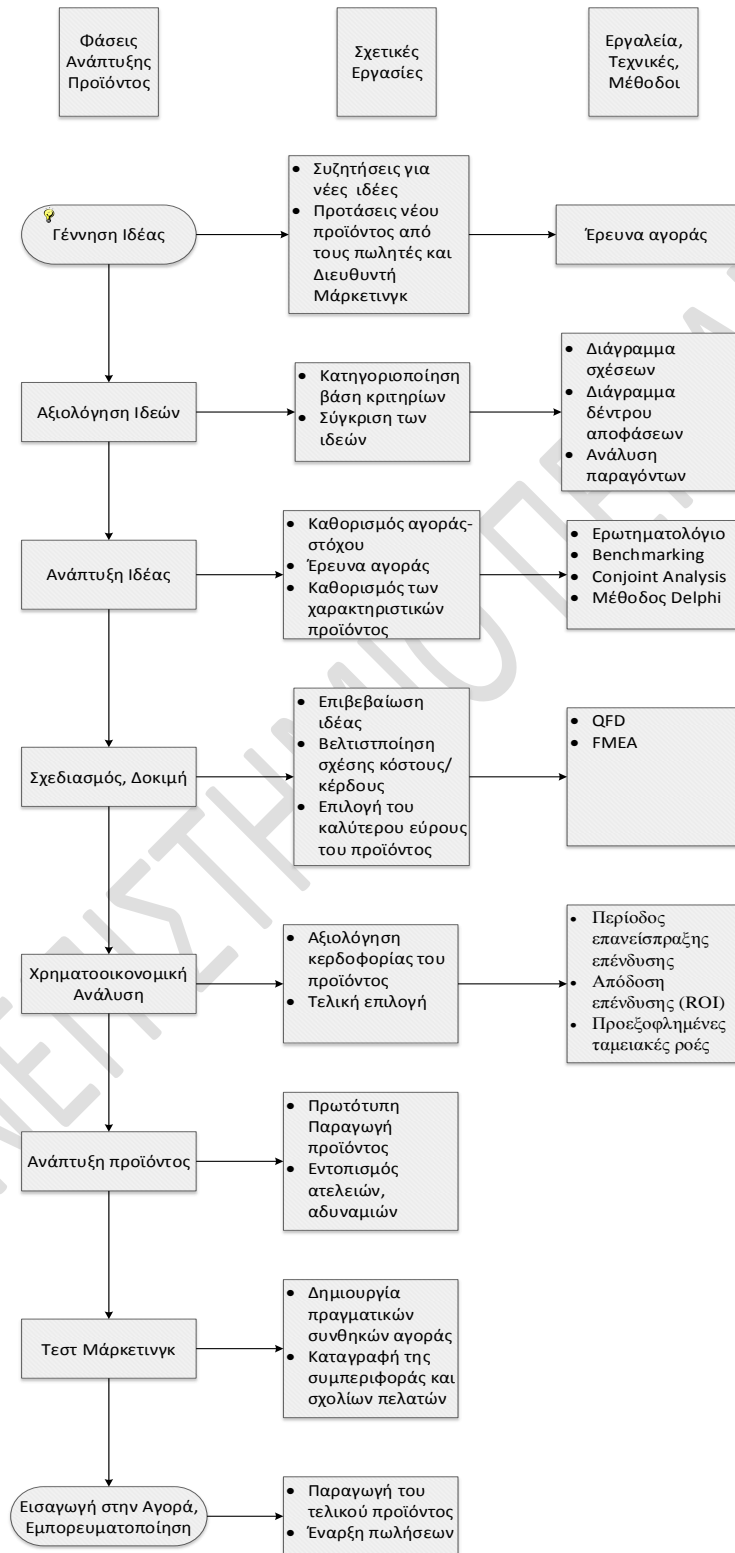 Φάσεις
Ανάπτυξης
Προϊόντος
Σχετικές
Εργασίες
Εργαλεία,
Τεχνικές,
Μέθοδοι
Γέννηση Ιδέας
• Συζητήσεις για
νέες ιδέες
• Προτάσεις νέου
προϊόντος από
τους πωλητές και
Διευθυντή
Μάρκετινγκ
Έρευνα αγοράς
Αξιολόγηση Ιδεών
• Κατηγοριοποίηση
βάση κριτηρίων
• Σύγκριση των
ιδεών
• Διάγραμμα
σχέσεων
• Διάγραμμα
δέντρου
αποφάσεων
• Ανάλυση
παραγόντων
Ανάπτυξη Ιδέας
• Καθορισμός αγοράς-
στόχου
• Έρευνα αγοράς
• Καθορισμός των
χαρακτηριστικών
προϊόντος
• Ερωτηματολόγιο
• Benchmarking
• Conjoint Analysis
• Μέθοδος Delphi
Σχεδιασμός, Δοκιμή
• Επιβεβαίωση
ιδέας
• Βελτιστποίηση
σχέσης κόστους/
κέρδους
• Επιλογή του
καλύτερου εύρους
του προϊόντος
• QFD
• FMEA
Χρηματοοικονομική
Ανάλυση
• Αξιολόγηση
κερδοφορίας του
προϊόντος
• Τελική επιλογή
• Περίοδος
επανείσπραξης
επένδυσης
• Απόδοση
επένδυσης (ROI)
• Προεξοφλημένες
ταμειακές ροές
Ανάπτυξη προϊόντος
• Πρωτότυπη
Παραγωγή
προϊόντος
• Εντοπισμός
ατελειών,
αδυναμιών
Τεστ Μάρκετινγκ
• Δημιουργία
πραγματικών
συνθηκών αγοράς
• Καταγραφή της
συμπεριφοράς και
σχολίων πελατών
Εισαγωγή στην Αγορά,
Εμπορευματοποίηση
• Παραγωγή του
τελικού προϊόντος
• Έναρξη πωλήσεων